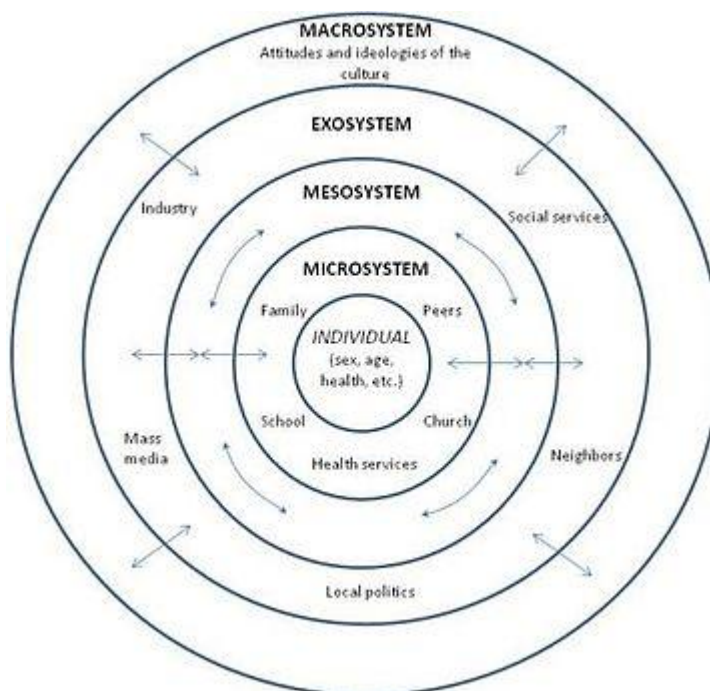 MACROSYSTEM
Attitudes and ideologies of the
culture
EXOSYSTEM
MESOSYSTEM
Industry
Social services
MICROSYSTEM
Family
Peers
INDIVIDUAL
(sex, age,
health, etc.)
School
Church
Mass
media
Health services
Neighbors
Local politics